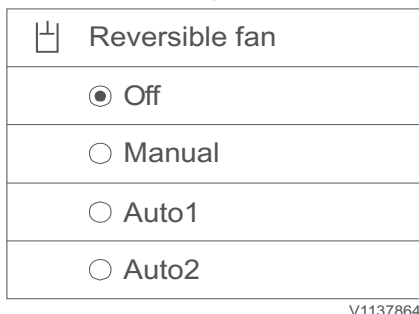 Reversible fan
Off
Manual
Auto1
Auto2
V1137864